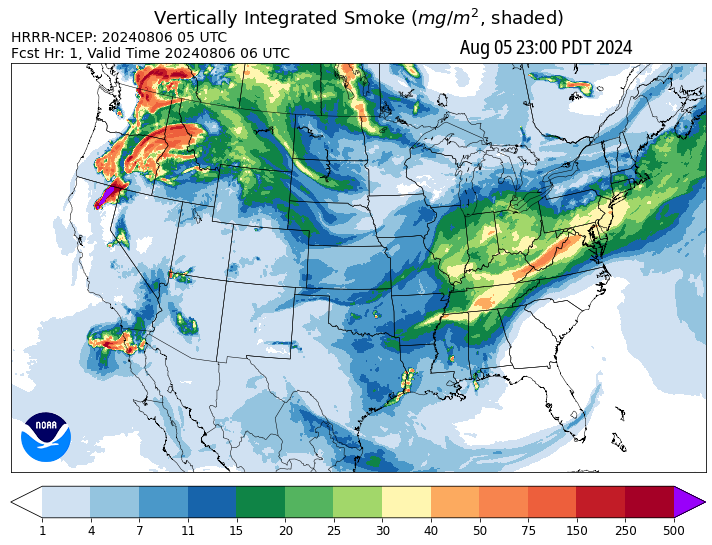 Vertically Integrated Smoke (mg/m², shaded)
HRRR-NCEP: 20240806 05 UTC
Fcst Hr: 1, Valid Time 20240806 06 UTC
Aug 05 23:00 PDT 2024
NOAA
1 4 7 11 15 20 25 30 40 50 75 150 250 500